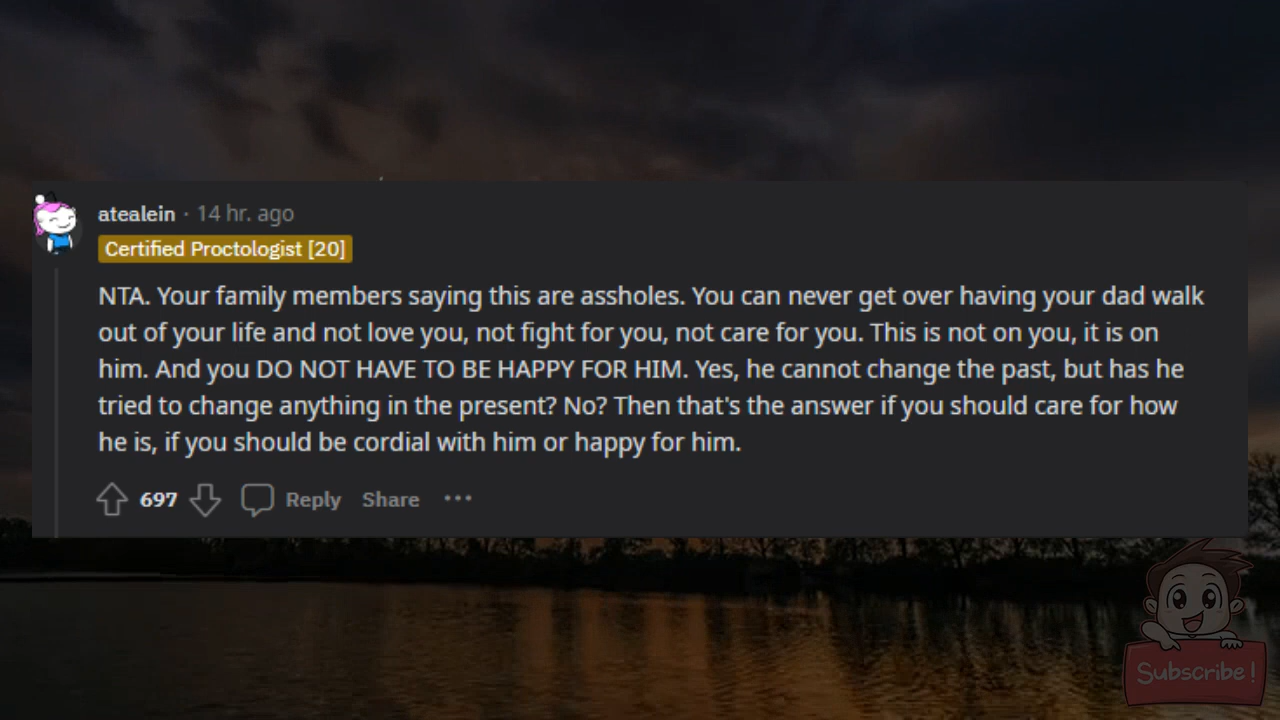 atealein · 14 hr. ago
Certified Proctologist [20]
NTA. Your family members saying this are assholes. You can never get over having your dad walk
out of your life and not love you, not fight for you, not care for you. This is not on you, it is on
him. And you DO NOT HAVE TO BE HAPPY FOR HIM. Yes, he cannot change the past, but has he
tried to change anything in the present? No? Then that's the answer if you should care for how
he is, if you should be cordial with him or happy for him.
697 Reply Share ···
Subscribe!